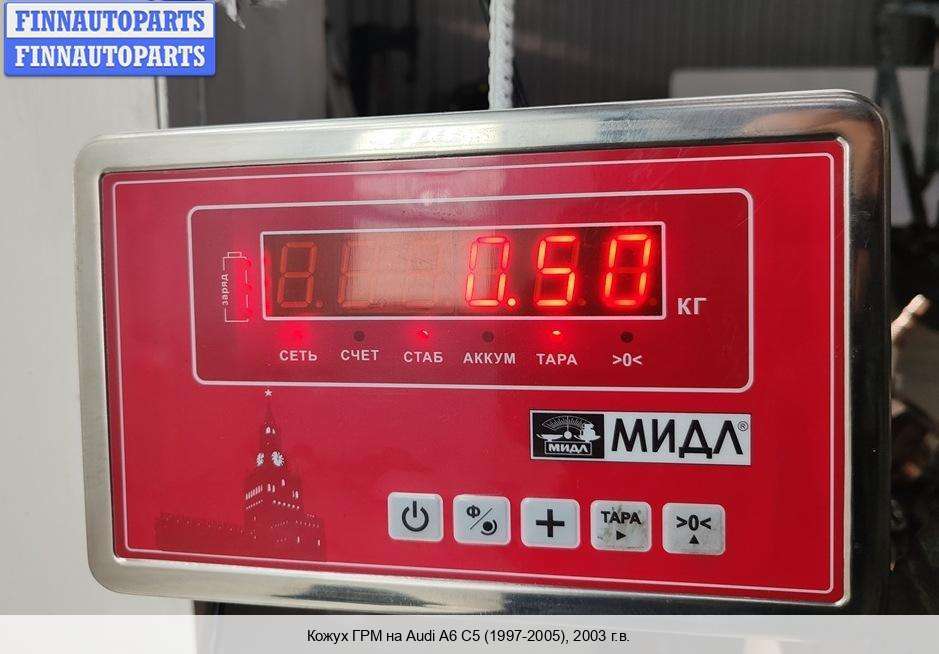 FINNAUTOPARTS
FINNAUTOPARTS
заряд
0.50
КГ
СЕТЬ СЧЕТ СТАБ АККУМ ТАРА >0<
МИДЛ МИДЛ®
Ф/ + ТАРА >0<
Кожух ГРМ на Audi A6 C5 (1997-2005), 2003 г.в.